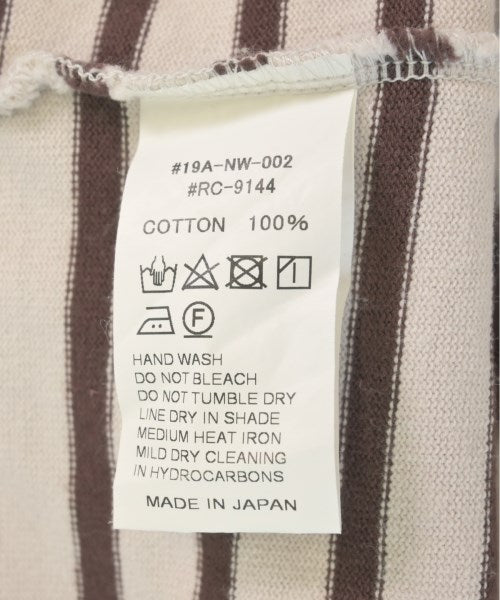 #19A-NW-002
#RC-9144
COTTON 100%
F
HAND WASH
DO NOT BLEACH
DO NOT TUMBLE DRY
LINE DRY IN SHADE
MEDIUM HEAT IRON
MILD DRY CLEANING
IN HYDROCARBONS
MADE IN JAPAN